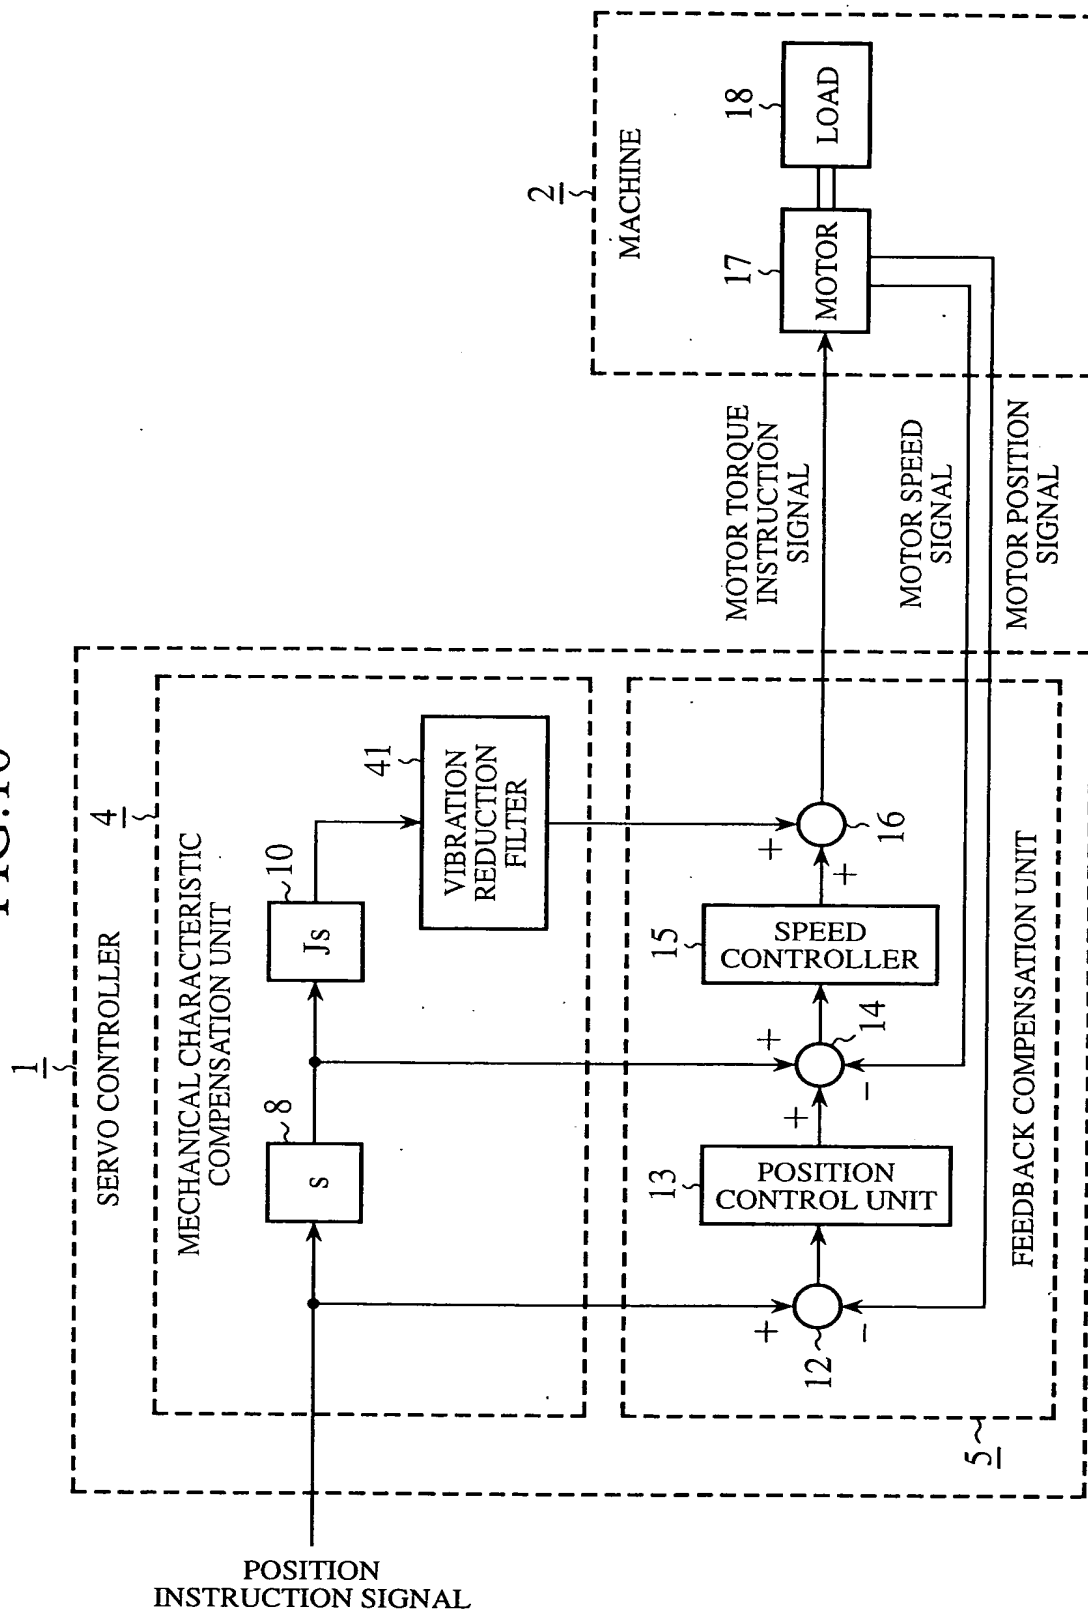 1
SERVO CONTROLLER
4
MECHANICAL CHARACTERISTIC
COMPENSATION UNIT
8
s
10
Js
41
VIBRATION
REDUCTION
FILTER
POSITION
INSTRUCTION SIGNAL
12
+
−
13
POSITION
CONTROL UNIT
14
+
+
−
15
SPEED
CONTROLLER
16
+
+
5
FEEDBACK COMPENSATION UNIT
MOTOR TORQUE
INSTRUCTION
SIGNAL
MOTOR SPEED
SIGNAL
MOTOR POSITION
SIGNAL
2
MACHINE
17
MOTOR
18
LOAD